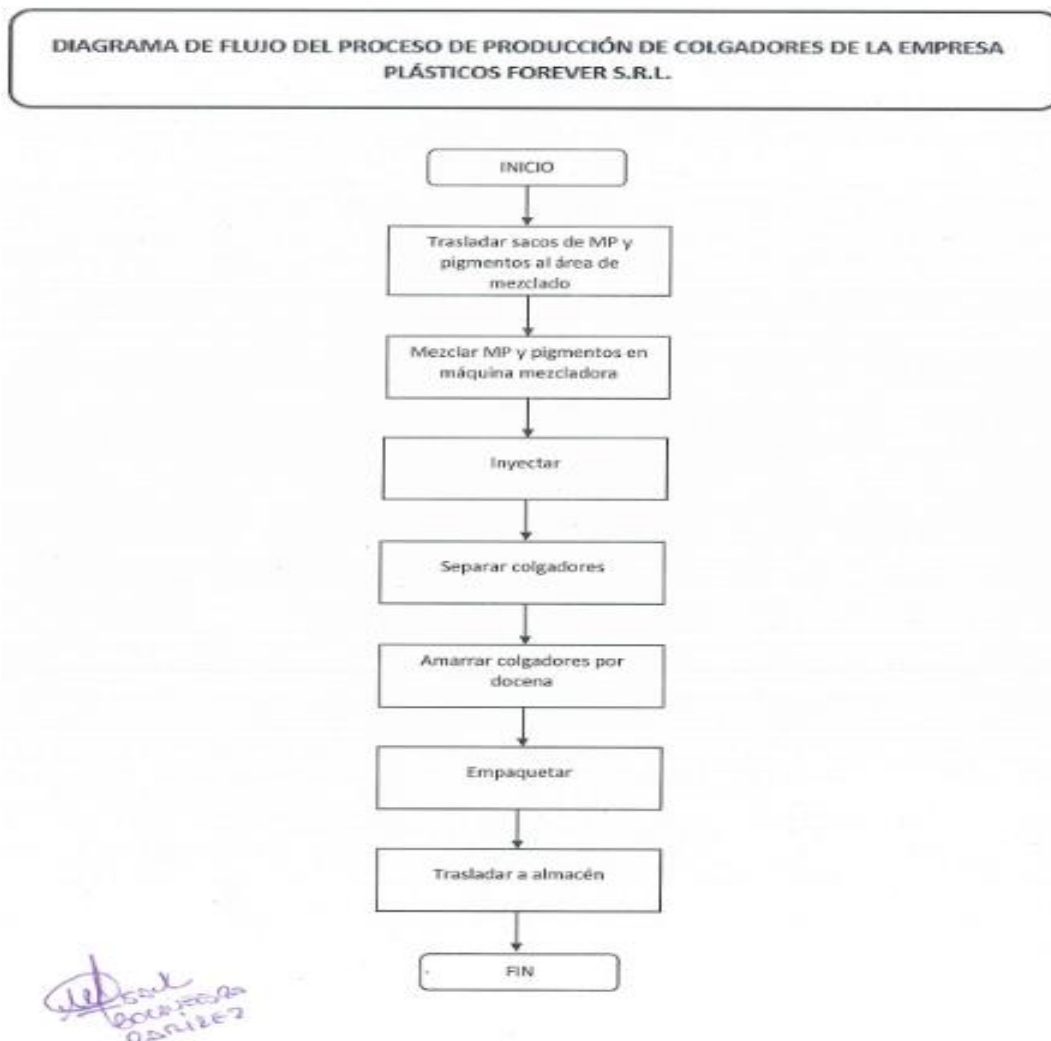 DIAGRAMA DE FLUJO DEL PROCESO DE PRODUCCIÓN DE COLGADORES DE LA EMPRESA
PLÁSTICOS FOREVER S.R.L.
INICIO
Trasladar sacos de MP y
pigmentos al área de
mezclado
Mezclar MP y pigmentos en
máquina mezcladora
Inyectar
Separar colgadores
Amarrar colgadores por
docena
Empaquetar
Trasladar a almacén
FIN